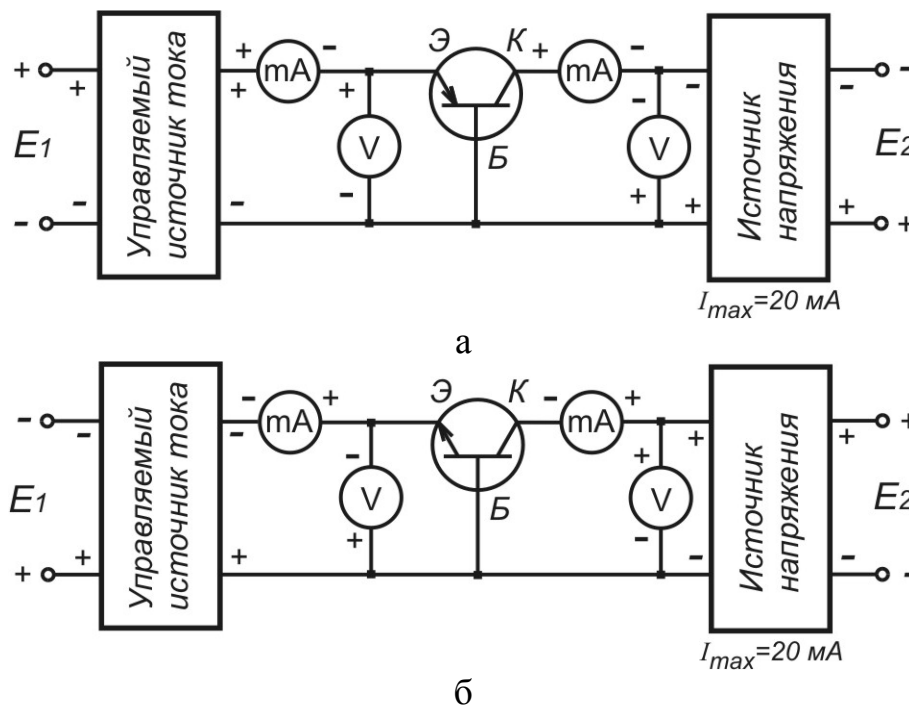 + + Управляемый источник тока + + mA - Э К + mA - - Источник напряжения - -
+ V - Б - V +
E1 E2
- - - + + +
Imax=20 мА
а
- - Управляемый источник тока - - mA + Э К - mA + + Источник напряжения + +
- V + Б + V -
E1 E2
+ + + - - -
Imax=20 мА
б